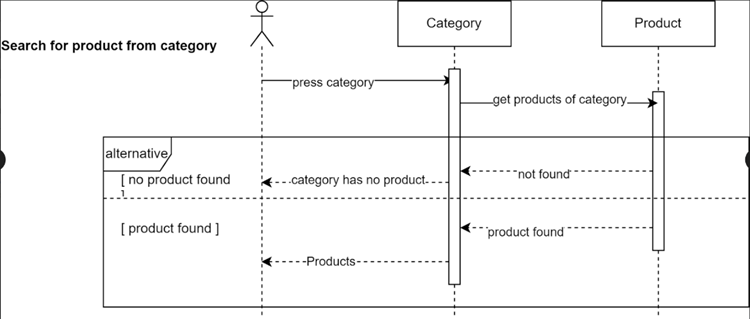 Category
Product
Search for product from category
press category
get products of category
alternative
not found
[ no product found
]
category has no product
[ product found ]
product found
Products